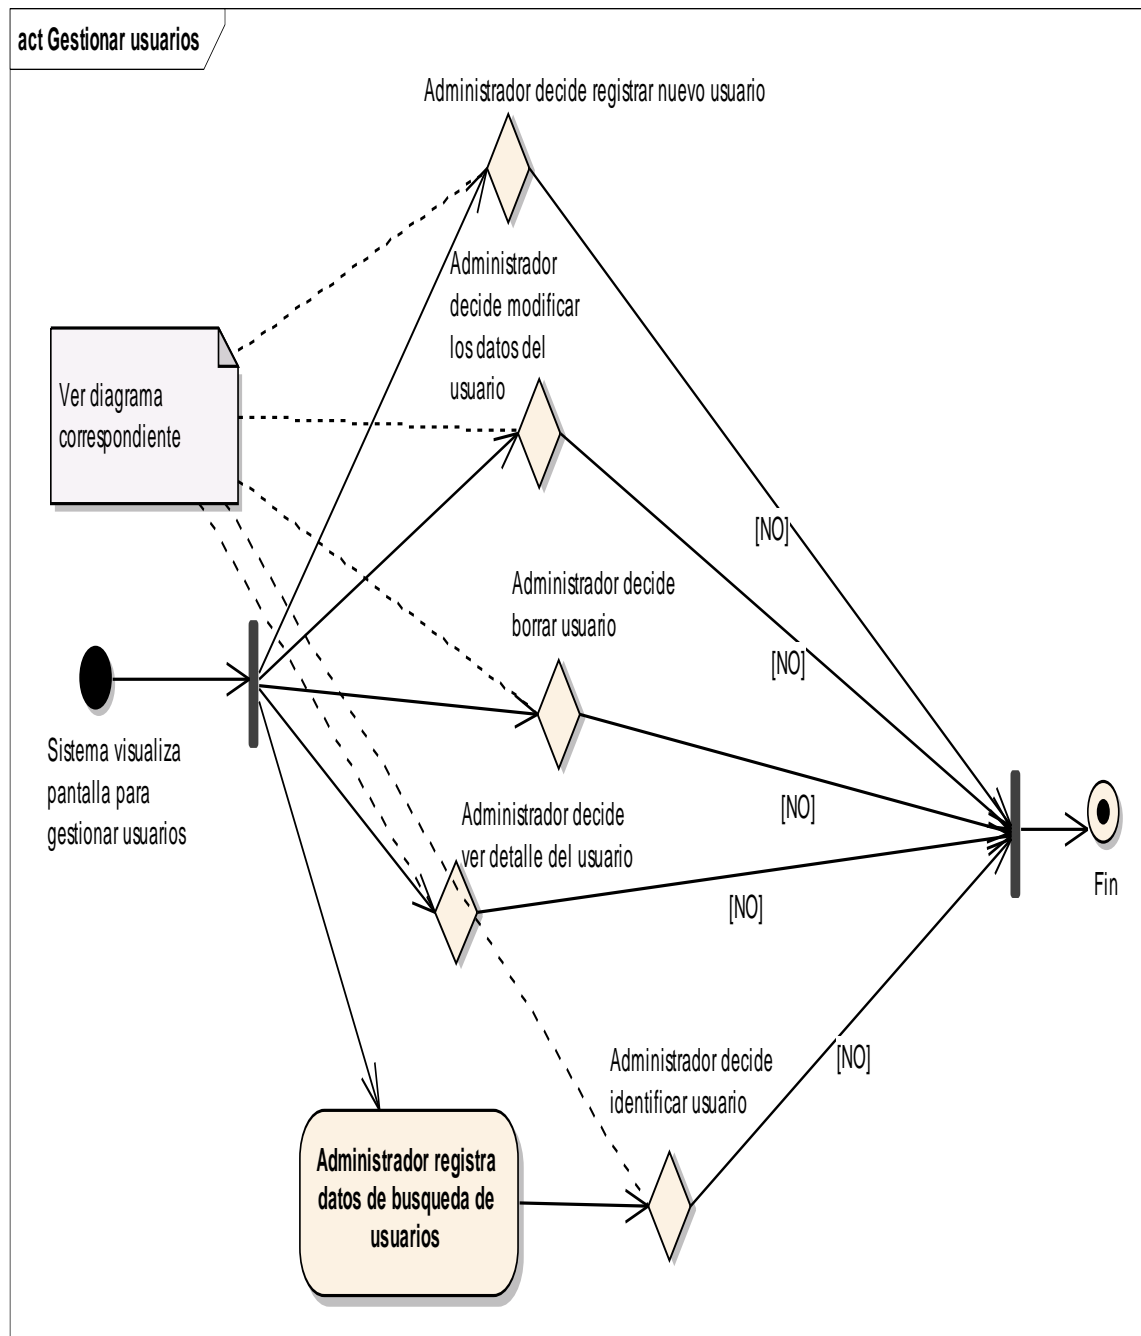 act Gestionar usuarios
Administrador decide registrar nuevo usuario
Administrador
decide modificar
los datos del
usuario
Ver diagrama
correspondiente
[NO]
Administrador decide
borrar usuario
[NO]
Sistema visualiza
pantalla para
gestionar usuarios
[NO]
Administrador decide
ver detalle del usuario
[NO]
Fin
Administrador decide
identificar usuario
[NO]
Administrador registra
datos de busqueda de
usuarios